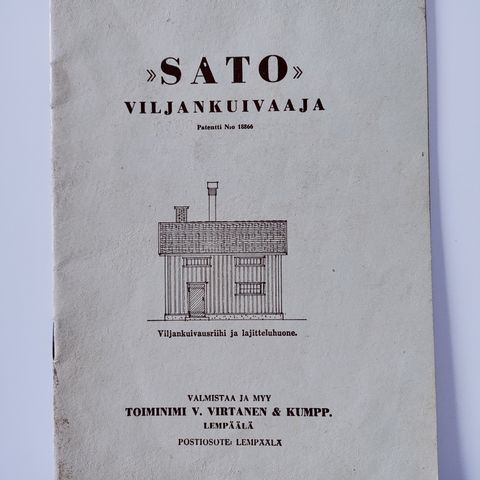 »SATO»
VILJANKUIVAAJA
Patentti N:o 18866
Viljankuivausriihi ja lajitteluhuone.
VALMISTAA JA MYY
TOIMINIMI V. VIRTANEN & KUMPP.
LEMPÄÄLÄ
POSTIOSOTE: LEMPÄÄLÄ